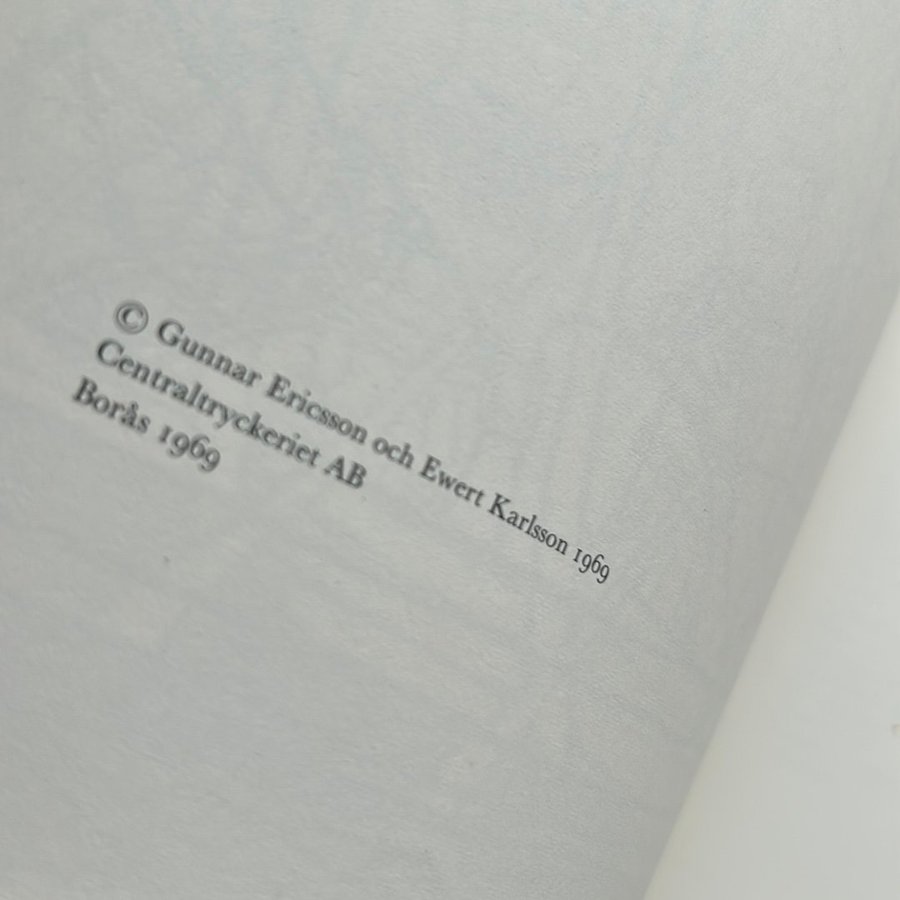 © Gunnar Ericsson och Ewert Karlsson 1969
Centraltryckeriet AB
Borås 1969